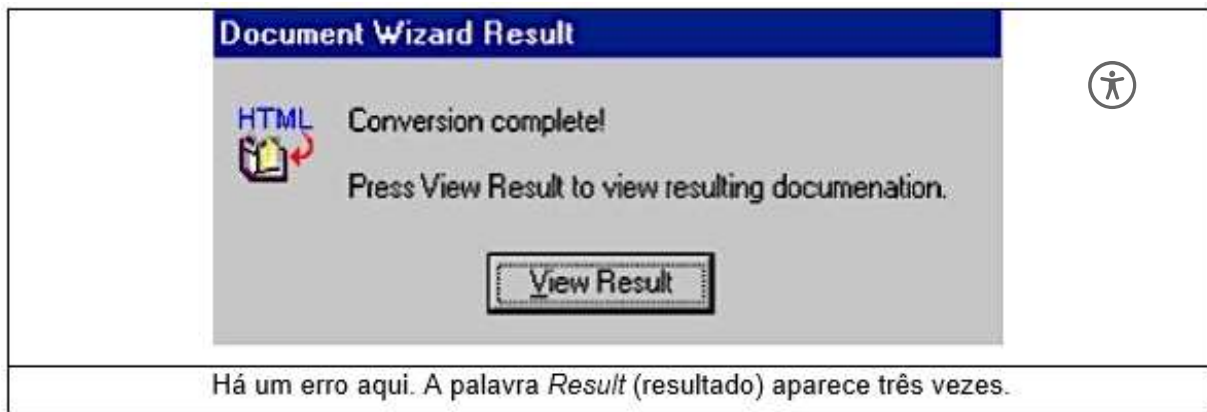 Document Wizard Result
HTML
Conversion complete!
Press View Result to view resulting documenation.
View Result
Há um erro aqui. A palavra Result (resultado) aparece três vezes.